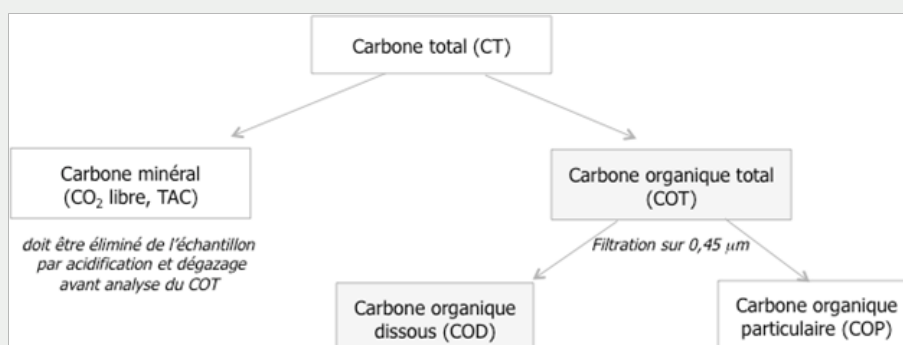 Carbone total (CT)
Carbone minéral
(CO₂ libre, TAC)
Carbone organique total
(COT)
doit être éliminé de l'échantillon
par acidification et dégazage
avant analyse du COT
Filtration sur 0,45 µm
Carbone organique
dissous (COD)
Carbone organique
particulaire (COP)